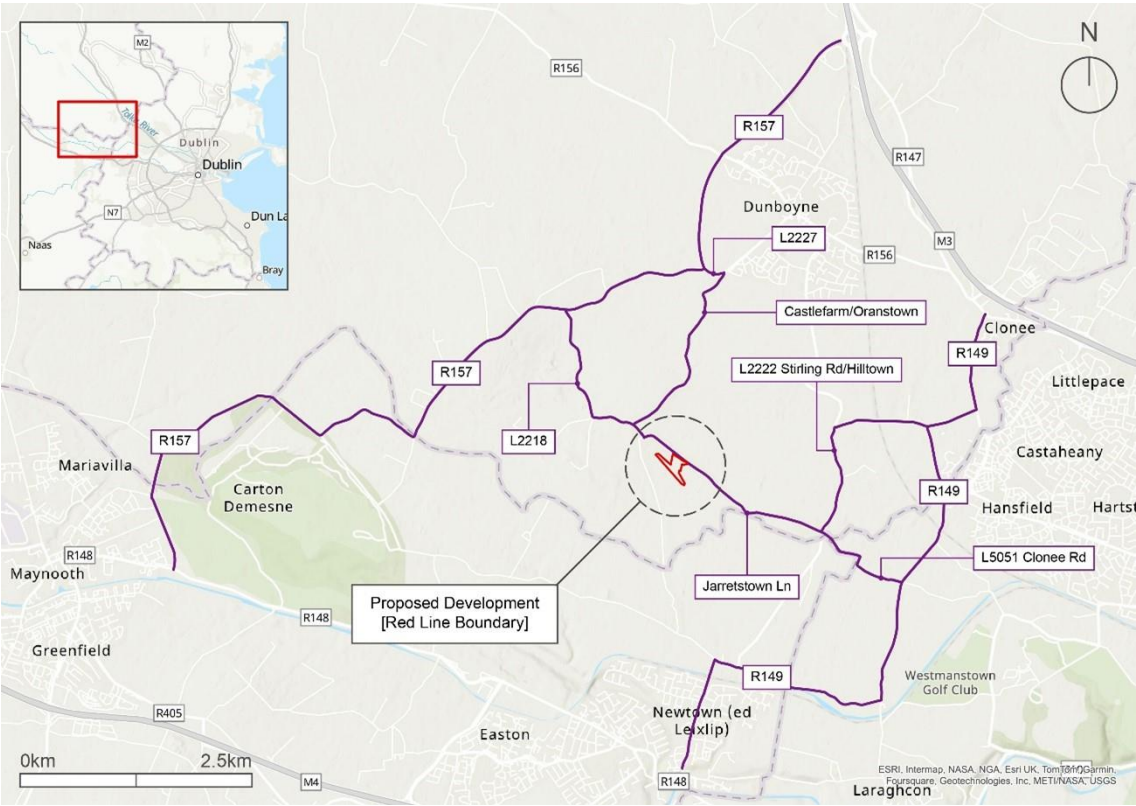 M2
Tolka River
Dublin
Dublin
N7
Dun La
Naas
Bray
N
R156
R157
R147
Dunboyne
L2227
M3
R156
Castlefarm/Oranstown
Clonee
R149
L2222 Stirling Rd/Hilltown
Littlepace
R157
R157
L2218
Castaheany
Mariavilla
Carton
Demesne
R149
Hansfield
Hartst
R148
Maynooth
L5051 Clonee Rd
Jarretstown Ln
Proposed Development
[Red Line Boundary]
R148
Greenfield
R149
Westmanstown
Golf Club
Newtown (ed
Leixlip)
R405
Easton
0km
2.5km
M4
R148
Laraghcon
ESRI, Intermap, NASA, NGA, Esri UK, TomTom, Garmin,
Foursquare, Geotechnologies, Inc, METI/NASA, USGS